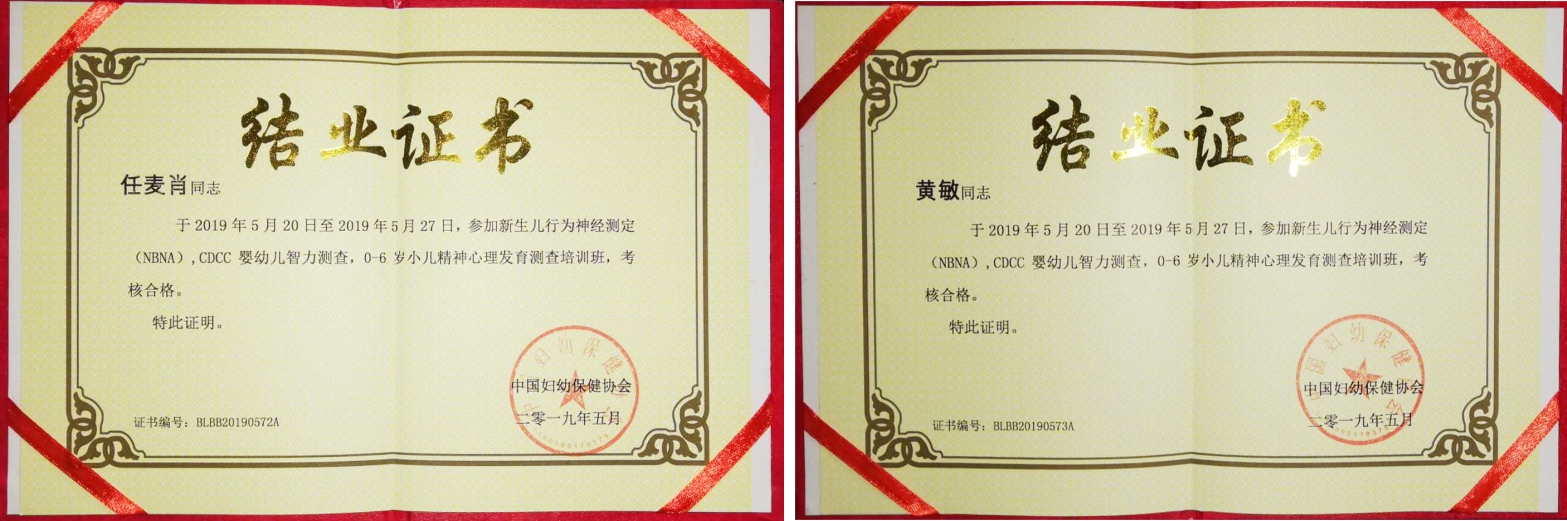 结业证书
任麦肖同志
于2019年5月20日至2019年5月27日，参加新生儿行为神经测定
（NBNA）,CDCC 婴幼儿智力测查，0-6 岁小儿精神心理发育测查培训班，考
核合格。
特此证明。
中国妇幼保健协会
二零一九年五月
证书编号：BLBB20190572A
结业证书
黄敏同志
于2019年5月20日至2019年5月27日，参加新生儿行为神经测定
（NBNA）,CDCC 婴幼儿智力测查，0-6 岁小儿精神心理发育测查培训班，考
核合格。
特此证明。
中国妇幼保健协会
二零一九年五月
证书编号：BLBB20190573A